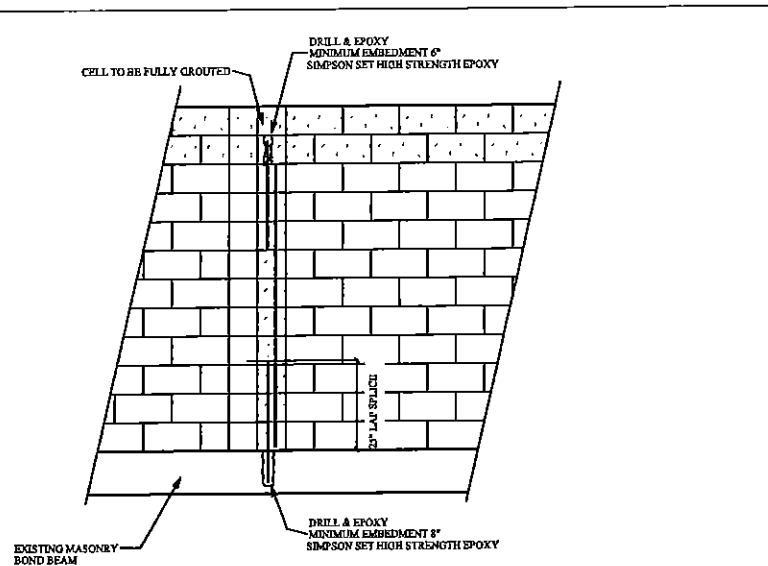 DRILL & EPOXY
MINIMUM EMBEDMENT 6"
SIMPSON SET HIGH STRENGTH EPOXY
CELL TO BE FULLY GROUTED
25" LAP SPLICE
DRILL & EPOXY
MINIMUM EMBEDMENT 8"
SIMPSON SET HIGH STRENGTH EPOXY
EXISTING MASONRY
BOND BEAM